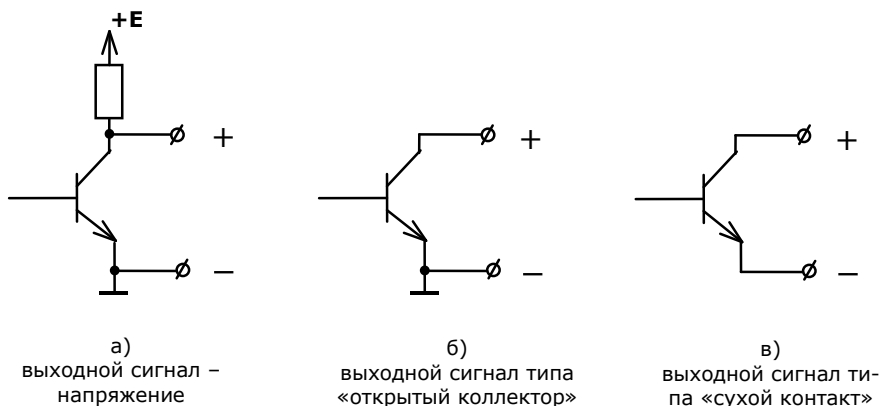 +E
+
+
+
−
−
−
а)
выходной сигнал –
напряжение
б)
выходной сигнал типа
«открытый коллектор»
в)
выходной сигнал ти-
па «сухой контакт»